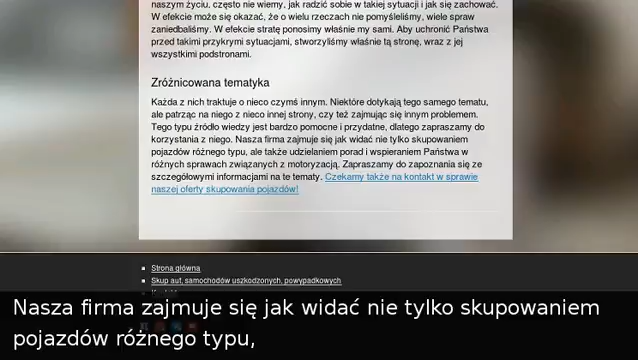 naszym życiu, często nie wiemy, jak radzić sobie w takiej sytuacji i jak się zachować.
W efekcie może się okazać, że o wielu rzeczach nie pomyśleliśmy, wiele spraw
zaniedbaliśmy. W efekcie stratę ponosimy właśnie my sami. Aby uchronić Państwa
przed takimi przykrymi sytuacjami, stworzyliśmy właśnie tą stronę, wraz z jej
wszystkimi podstronami.
Zróżnicowana tematyka
Każda z nich traktuje o nieco czymś innym. Niektóre dotykają tego samego tematu,
ale patrząc na niego z nieco innej strony, czy też zajmując się innym problemem.
Tego typu źródło wiedzy jest bardzo pomocne i przydatne, dlatego zapraszamy do
korzystania z niego. Nasza firma zajmuje się jak widać nie tylko skupowaniem
pojazdów różnego typu, ale także udzielaniem porad i wspieraniem Państwa w
różnych sprawach związanych z motoryzacją. Zapraszamy do zapoznania się ze
szczegółowymi informacjami na te tematy. Czekamy także na kontakt w sprawie
naszej oferty skupowania pojazdów!
Strona główna
Skup aut, samochodów uszkodzonych, powypadkowych
Nasza firma zajmuje się jak widać nie tylko skupowaniem
pojazdów różnego typu,